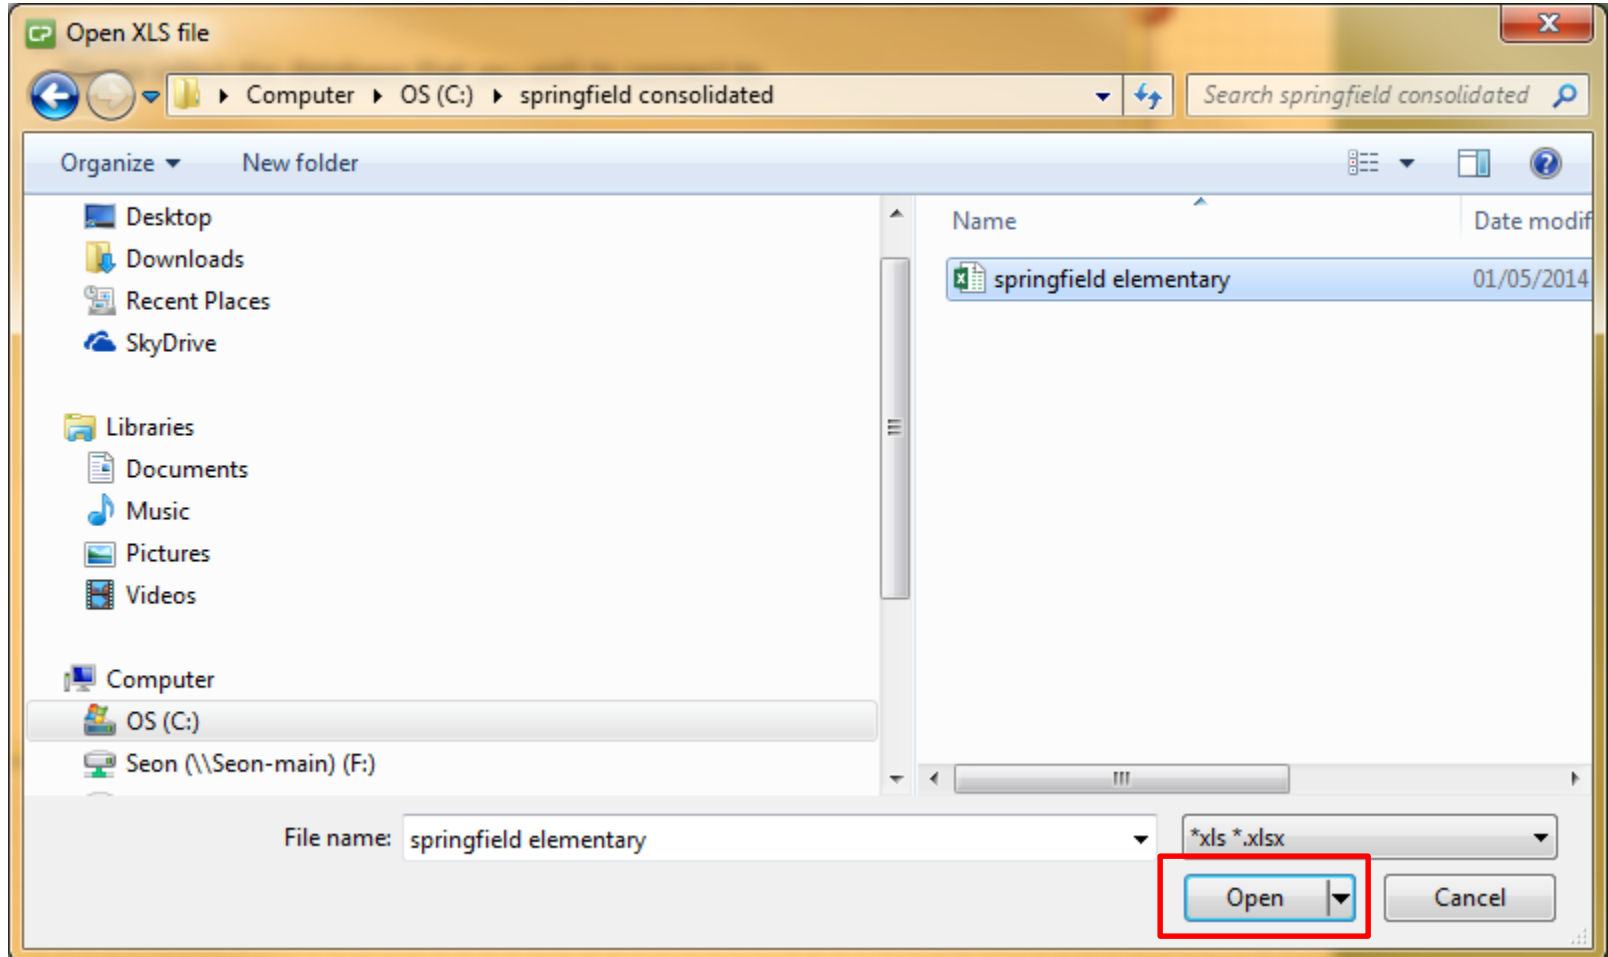 CP Open XLS file
Computer OS (C:) springfield consolidated Search springfield consolidated
Organize New folder
Name Date modif
Desktop
Downloads
springfield elementary 01/05/2014
Recent Places
SkyDrive
Libraries
Documents
Music
Pictures
Videos
Computer
OS (C:)
Seon (\\Seon-main) (F:)
File name: springfield elementary *xls *.xlsx
Open Cancel